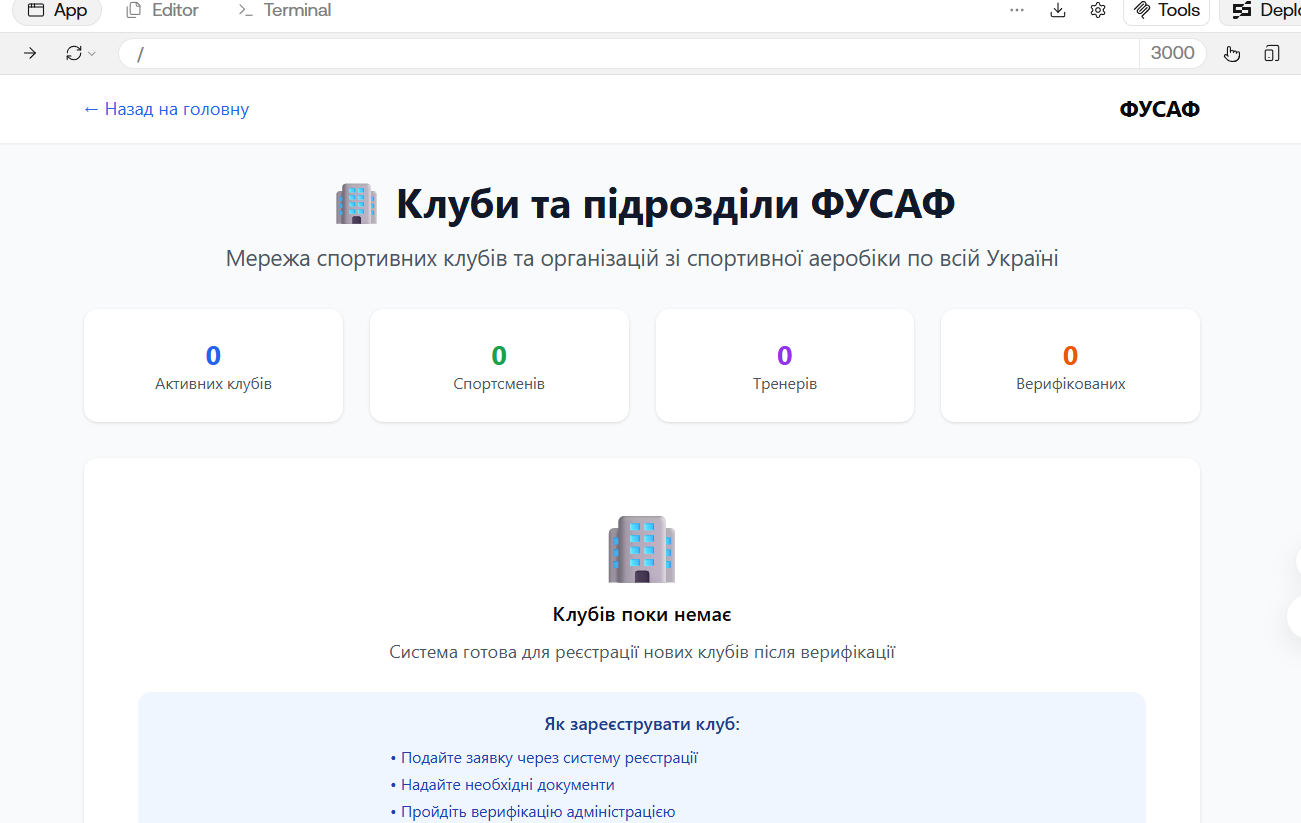 App Editor Terminal Tools
/ 3000
← Назад на головну ФУСАФ
Клуби та підрозділи ФУСАФ
Мережа спортивних клубів та організацій зі спортивної аеробіки по всій Україні
0 0 0 0
Активних клубів Спортсменів Тренерів Верифікованих
Клубів поки немає
Система готова для реєстрації нових клубів після верифікації
Як зареєструвати клуб:
• Подайте заявку через систему реєстрації
• Надайте необхідні документи
• Пройдіть верифікацію адміністрацією